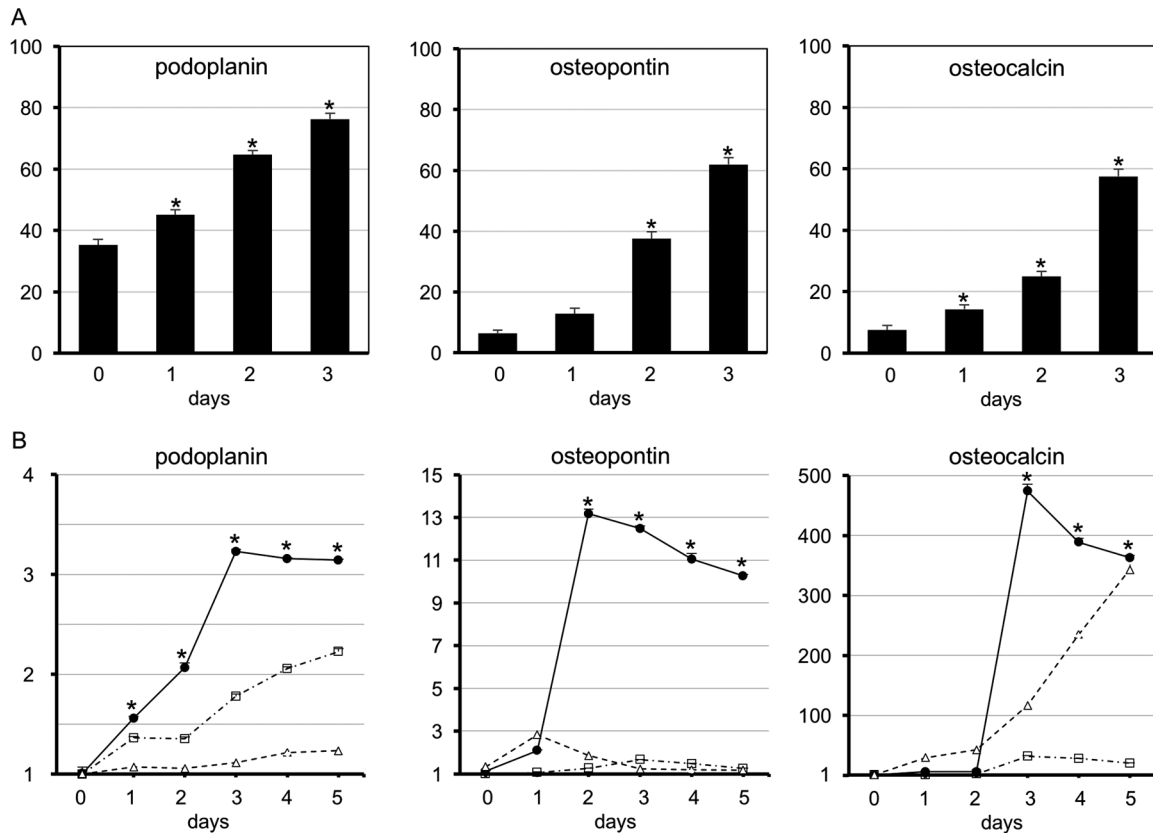 A
podoplanin
100
80
60
40
20
0
* * *
0 1 2 3
days
osteopontin
100
80
60
40
20
0
* *
0 1 2 3
days
osteocalcin
100
80
60
40
20
0
* * *
0 1 2 3
days
B
podoplanin
4
3
2
1
* * * * *
0 1 2 3 4 5
days
osteopontin
15
13
11
9
7
5
3
1
* * * *
0 1 2 3 4 5
days
osteocalcin
500
400
300
200
100
1
* * *
0 1 2 3 4 5
days